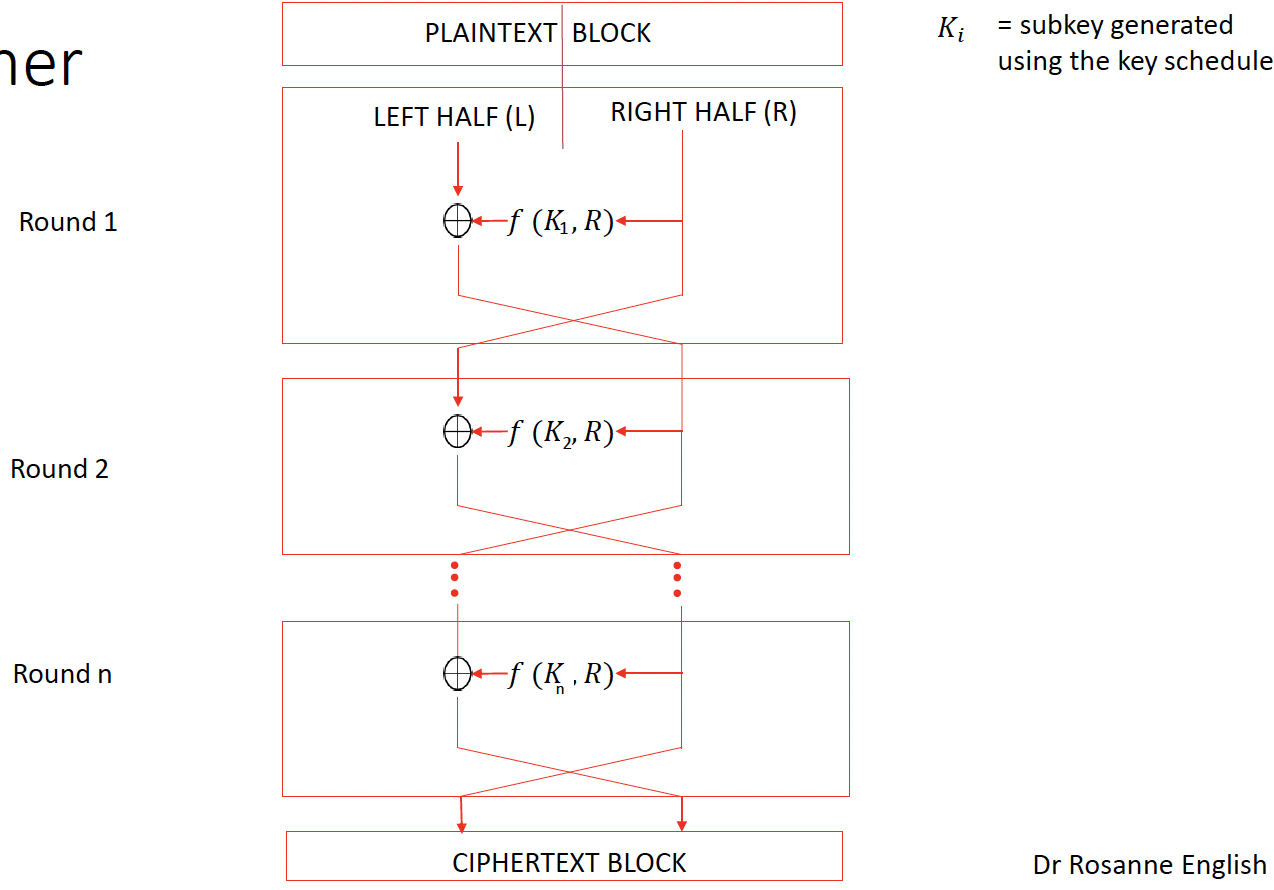 PLAINTEXT BLOCK
K_i = subkey generated
using the key schedule
LEFT HALF (L)
RIGHT HALF (R)
Round 1
f (K_1, R)
Round 2
f (K_2, R)
Round n
f (K_n, R)
CIPHERTEXT BLOCK
Dr Rosanne English